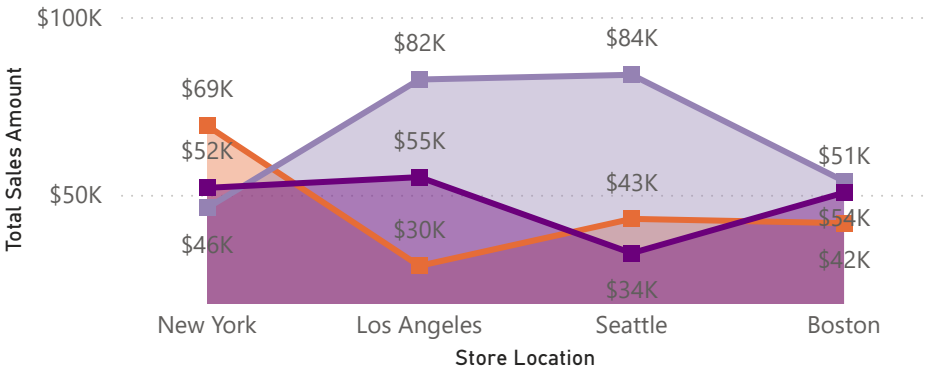 $100K
$84K
$82K
$69K
$55K
$52K
$51K
$50K
$43K
$54K
$30K
$46K
$42K
$34K
Total Sales Amount
New York
Los Angeles
Seattle
Boston
Store Location